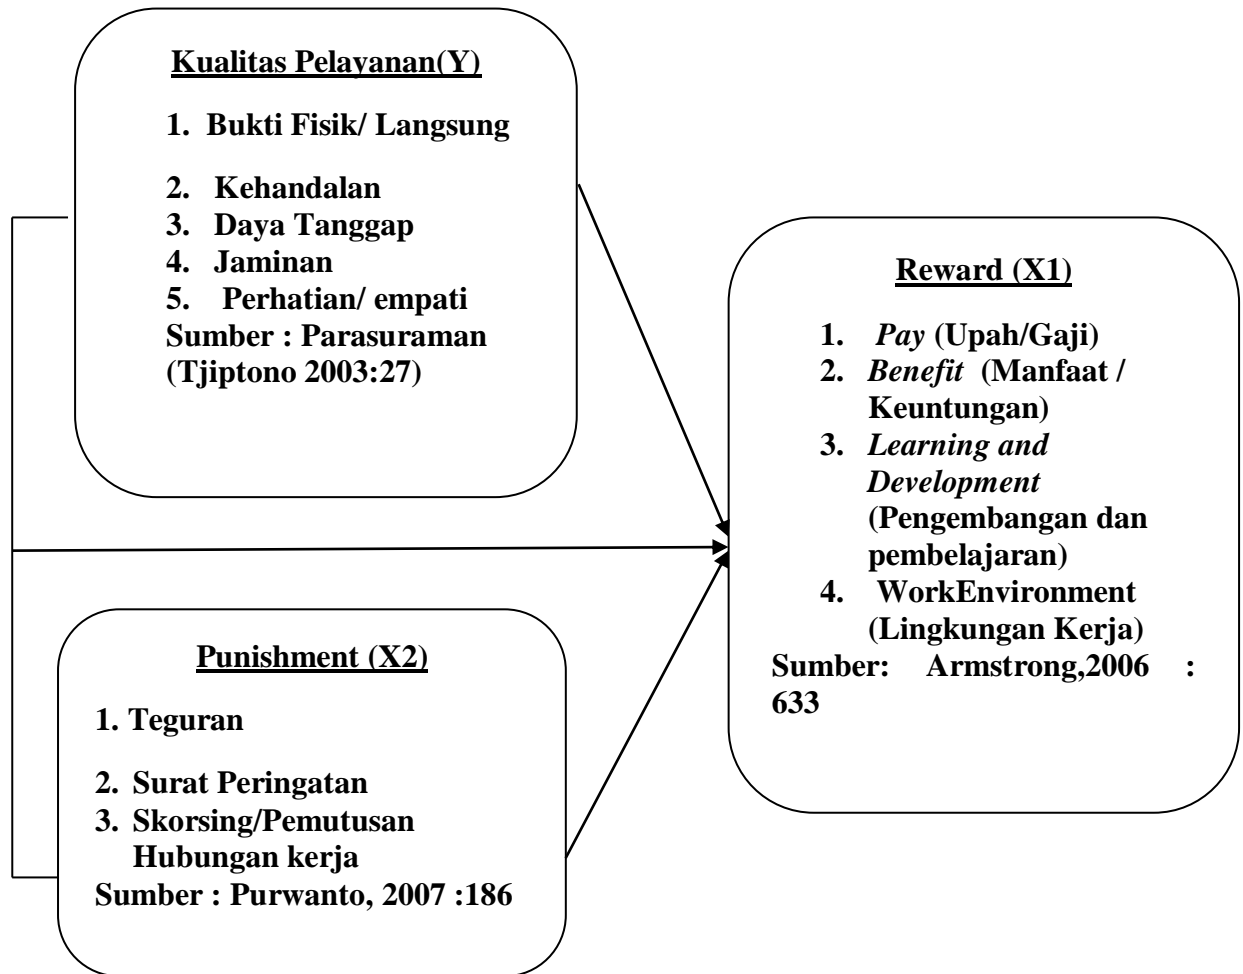 Kualitas Pelayanan(Y)
1. Bukti Fisik/ Langsung
2. Kehandalan
3. Daya Tanggap
4. Jaminan
5. Perhatian/ empati
Sumber : Parasuraman
(Tjiptono 2003:27)
Reward (X1)
1. Pay (Upah/Gaji)
2. Benefit (Manfaat /
Keuntungan)
3. Learning and
Development
(Pengembangan dan
pembelajaran)
4. WorkEnvironment
(Lingkungan Kerja)
Sumber: Armstrong,2006 :
633
Punishment (X2)
1. Teguran
2. Surat Peringatan
3. Skorsing/Pemutusan
Hubungan kerja
Sumber : Purwanto, 2007 :186